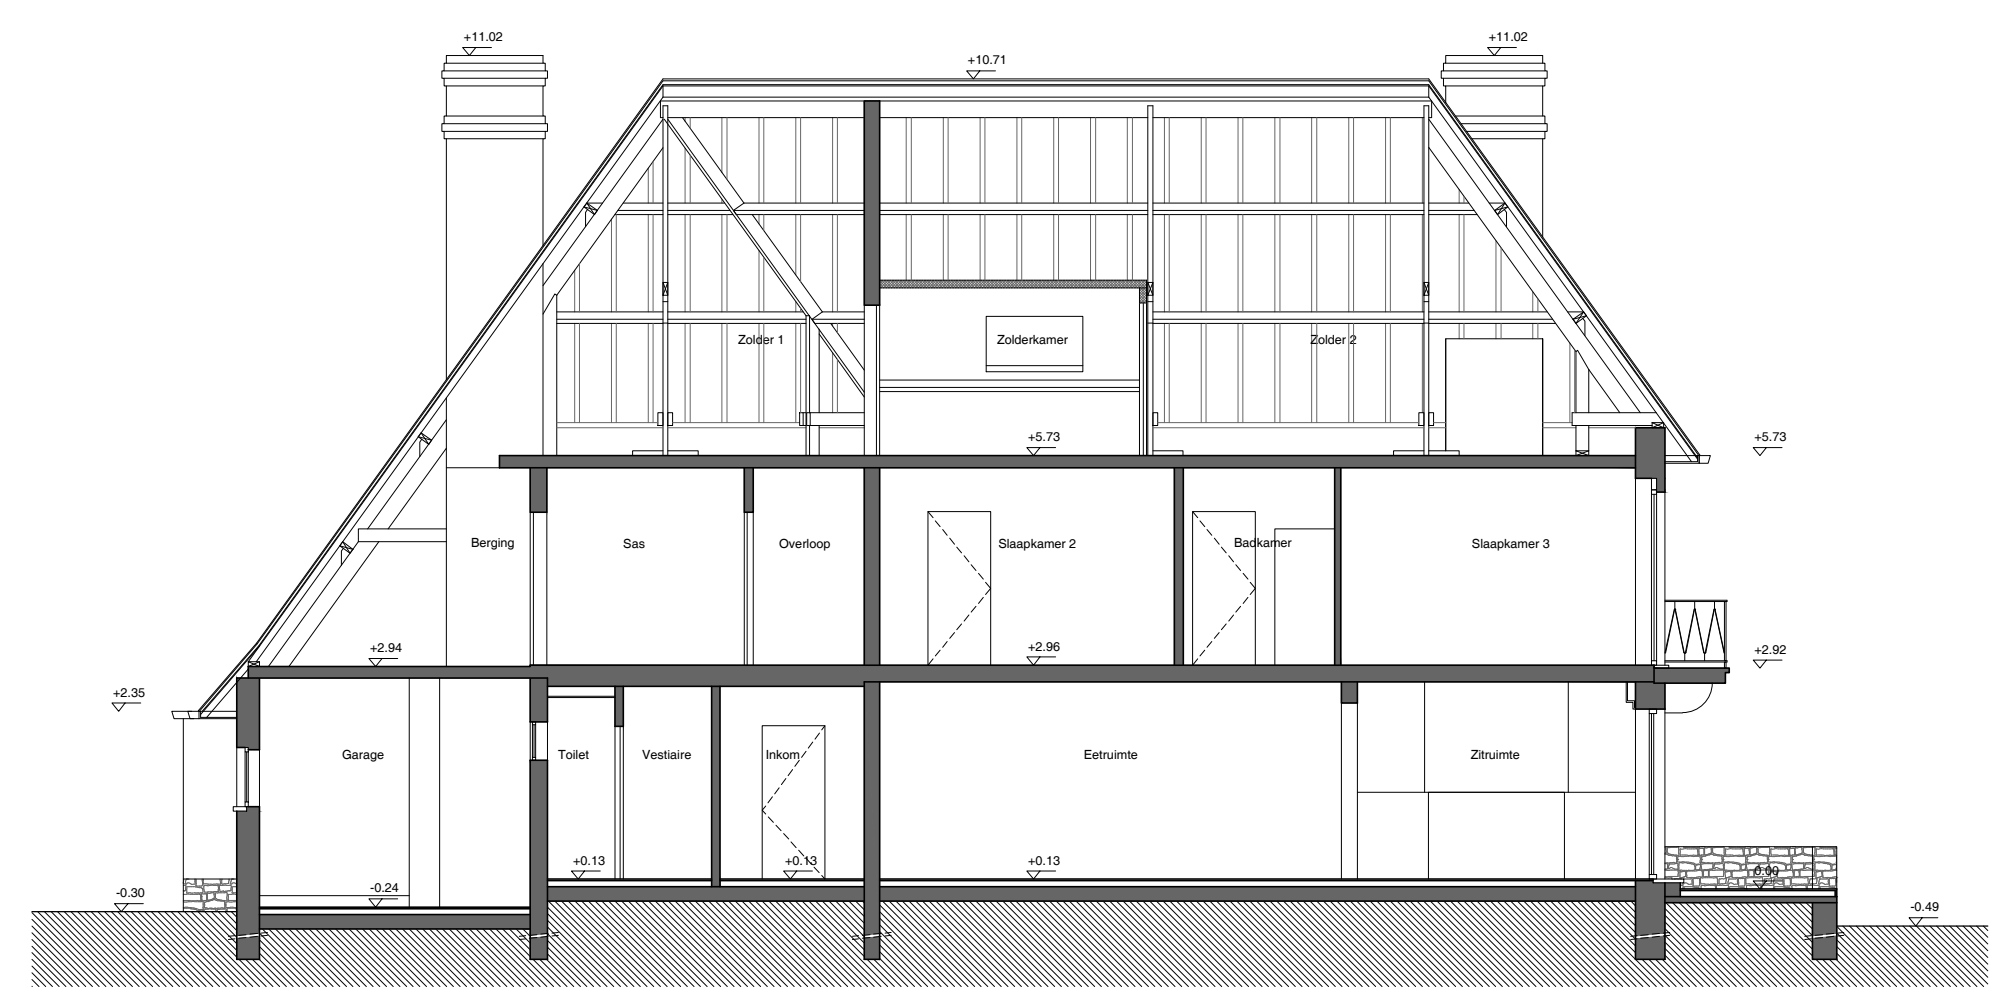 +11.02
+11.02
+10.71
Zolder 1
Zolderkamer
Zolder 2
+5.73
+5.73
Berging
Sas
Overloop
Slaapkamer 2
Badkamer
Slaapkamer 3
+2.94
+2.96
+2.92
+2.35
Garage
Toilet
Vestiaire
Inkom
Eetruimte
Zitruimte
+0.13
+0.13
+0.13
0.00
-0.30
-0.24
-0.49